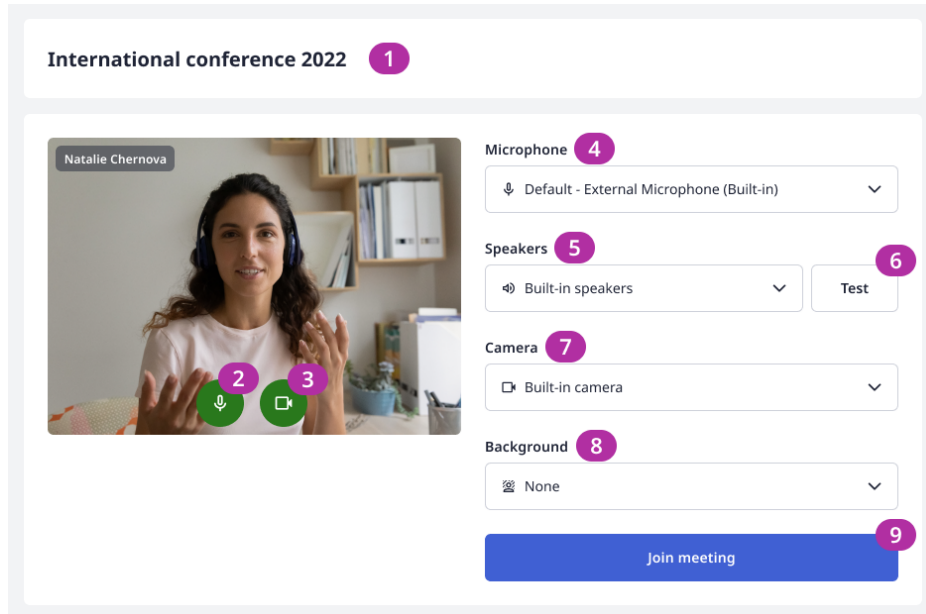 International conference 2022 1
Natalie Chernova
2 3
Microphone 4
Default - External Microphone (Built-in)
Speakers 5
6
Built-in speakers
Test
Camera 7
Built-in camera
Background 8
None
9
Join meeting